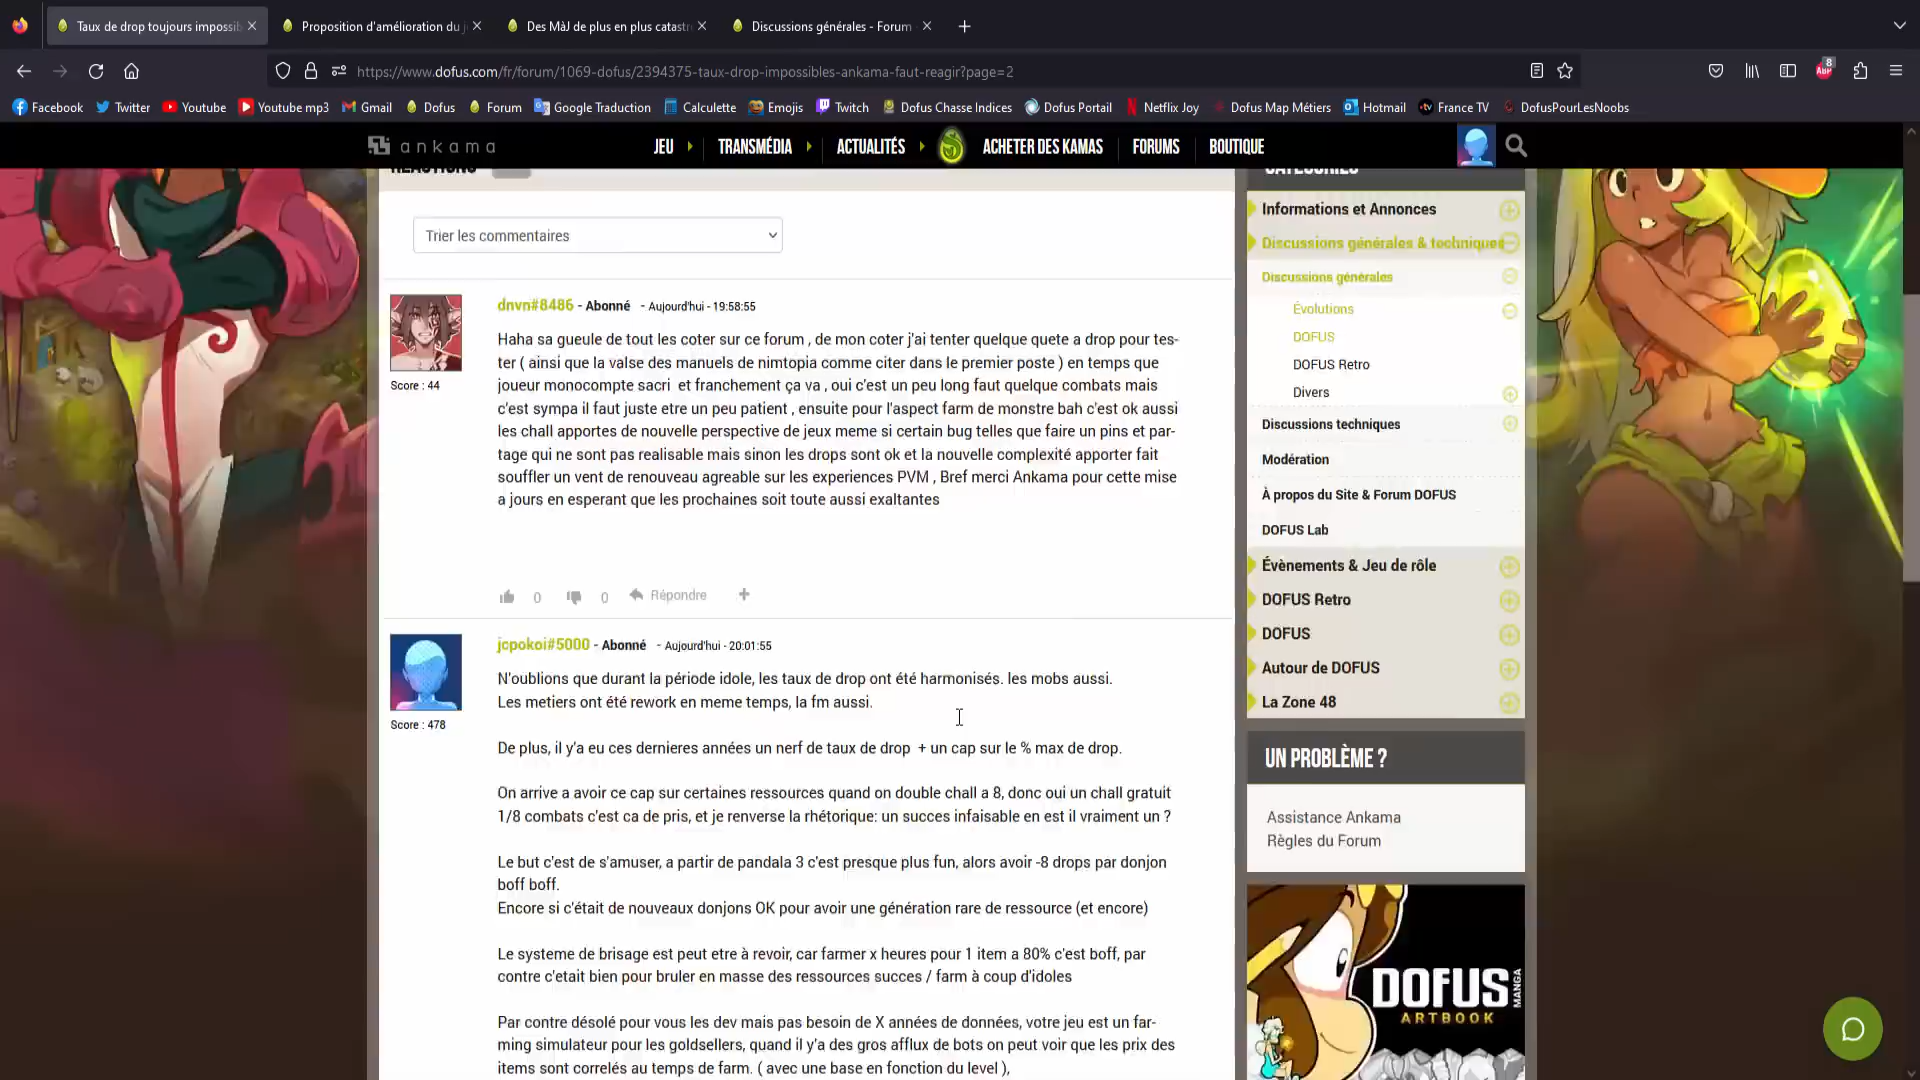 Taux de drop toujours impossib
Proposition d'amélioration du j
Des MàJ de plus en plus catastr
Discussions générales - Forum
https://www.dofus.com/fr/forum/1069-dofus/2394375-taux-drop-impossibles-ankama-faut-reagir?page=2
8
ABP
Facebook
Twitter
Youtube
Youtube mp3
Gmail
Dofus
Forum
Google Traduction
Calculette
Emojis
Twitch
Dofus Chasse Indices
Dofus Portail
Netflix Joy
Dofus Map Métiers
Hotmail
France TV
DofusPourLesNoobs
ankama
JEU
TRANSMÉDIA
ACTUALITÉS
ACHETER DES KAMAS
FORUMS
BOUTIQUE
RÉACTIONS
Trier les commentaires
dnvn#8486 - Abonné - Aujourd'hui - 19:58:55
Score : 44
Haha sa gueule de tout les coter sur ce forum , de mon coter j'ai tenter quelque quete a drop pour tes-
ter ( ainsi que la valse des manuels de nimtopia comme citer dans le premier poste ) en temps que
joueur monocompte sacri  et franchement ça va , oui c'est un peu long faut quelque combats mais
c'est sympa il faut juste etre un peu patient , ensuite pour l'aspect farm de monstre bah c'est ok aussi
les chall apportes de nouvelle perspective de jeux meme si certain bug telles que faire un pins et par-
tage qui ne sont pas realisable mais sinon les drops sont ok et la nouvelle complexité apporter fait
souffler un vent de renouveau agreable sur les experiences PVM , Bref merci Ankama pour cette mise
a jours en esperant que les prochaines soit toute aussi exaltantes
0
0
Répondre
jcpokoi#5000 - Abonné - Aujourd'hui - 20:01:55
Score : 478
N'oublions que durant la période idole, les taux de drop ont été harmonisés. les mobs aussi.
Les metiers ont été rework en meme temps, la fm aussi.
De plus, il y'a eu ces dernieres années un nerf de taux de drop  + un cap sur le % max de drop.
On arrive a avoir ce cap sur certaines ressources quand on double chall a 8, donc oui un chall gratuit
1/8 combats c'est ca de pris, et je renverse la rhétorique: un succes infaisable en est il vraiment un ?
Le but c'est de s'amuser, a partir de pandala 3 c'est presque plus fun, alors avoir -8 drops par donjon
boff boff.
Encore si c'était de nouveaux donjons OK pour avoir une génération rare de ressource (et encore)
Le systeme de brisage est peut etre à revoir, car farmer x heures pour 1 item a 80% c'est boff, par
contre c'etait bien pour bruler en masse des ressources succes / farm à coup d'idoles
Par contre désolé pour vous les dev mais pas besoin de X années de données, votre jeu est un far-
ming simulateur pour les goldsellers, quand il y'a des gros afflux de bots on peut voir que les prix des
items sont correlés au temps de farm. ( avec une base en fonction du level ),
CATÉGORIES
Informations et Annonces
Discussions générales & techniques
Discussions générales
Évolutions
DOFUS
DOFUS Retro
Divers
Discussions techniques
Modération
À propos du Site & Forum DOFUS
DOFUS Lab
Évènements & Jeu de rôle
DOFUS Retro
DOFUS
Autour de DOFUS
La Zone 48
UN PROBLÈME ?
Assistance Ankama
Règles du Forum
DOFUS
MANGA
ARTBOOK